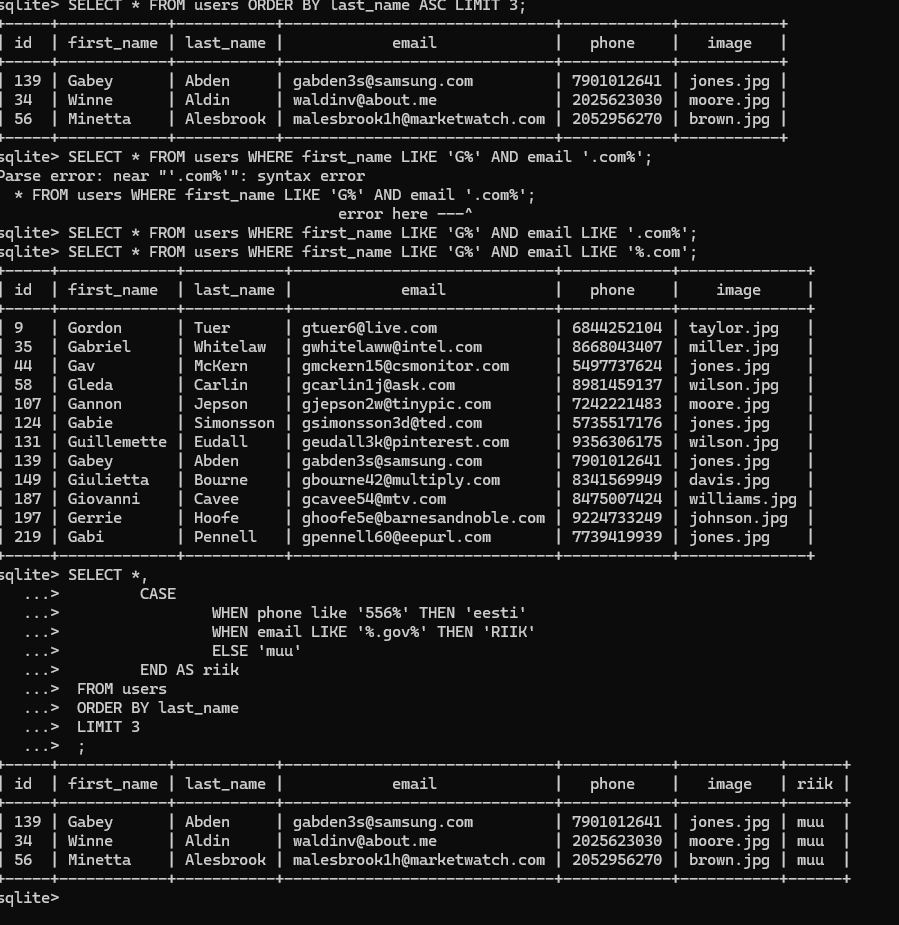 sqlite> SELECT * FROM users ORDER BY last_name ASC LIMIT 3;
+-----+------------+-----------+------------------------------+------------+-----------+
| id  | first_name | last_name |            email             |   phone    |   image   |
+-----+------------+-----------+------------------------------+------------+-----------+
| 139 | Gabey      | Abden     | gabden3s@samsung.com         | 7901012641 | jones.jpg |
| 34  | Winne      | Aldin     | waldinv@about.me             | 2025623030 | moore.jpg |
| 56  | Minetta    | Alesbrook | malesbrook1h@marketwatch.com | 2052956270 | brown.jpg |
+-----+------------+-----------+------------------------------+------------+-----------+
sqlite> SELECT * FROM users WHERE first_name LIKE 'G%' AND email '.com%';
Parse error: near "'.com%'": syntax error
  * FROM users WHERE first_name LIKE 'G%' AND email '.com%';
                                      error here ---^
sqlite> SELECT * FROM users WHERE first_name LIKE 'G%' AND email LIKE '.com%';
sqlite> SELECT * FROM users WHERE first_name LIKE 'G%' AND email LIKE '%.com';
+-----+-------------+-----------+-----------------------------+------------+--------------+
| id  | first_name  | last_name |            email            |   phone    |    image     |
+-----+-------------+-----------+-----------------------------+------------+--------------+
| 9   | Gordon      | Tuer      | gtuer6@live.com             | 6844252104 | taylor.jpg   |
| 35  | Gabriel     | Whitelaw  | gwhitelaww@intel.com        | 8668043407 | miller.jpg   |
| 44  | Gav         | McKern    | gmckern15@csmonitor.com     | 5497737624 | jones.jpg    |
| 58  | Gleda       | Carlin    | gcarlin1j@ask.com           | 8981459137 | wilson.jpg   |
| 107 | Gannon      | Jepson    | gjepson2w@tinypic.com       | 7242221483 | moore.jpg    |
| 124 | Gabie       | Simonsson | gsimonsson3d@ted.com        | 5735517176 | jones.jpg    |
| 131 | Guillemette | Eudall    | geudall3k@pinterest.com     | 9356306175 | wilson.jpg   |
| 139 | Gabey       | Abden     | gabden3s@samsung.com        | 7901012641 | jones.jpg    |
| 149 | Giulietta   | Bourne    | gbourne42@multiply.com      | 8341569949 | davis.jpg    |
| 187 | Giovanni    | Cavee     | gcavee54@mtv.com            | 8475007424 | williams.jpg |
| 197 | Gerrie      | Hoofe     | ghoofe5e@barnesandnoble.com | 9224733249 | johnson.jpg  |
| 219 | Gabi        | Pennell   | gpennell60@eepurl.com       | 7739419939 | jones.jpg    |
+-----+-------------+-----------+-----------------------------+------------+--------------+
sqlite> SELECT *,
   ...>         CASE
   ...>                 WHEN phone like '556%' THEN 'eesti'
   ...>                 WHEN email LIKE '%.gov%' THEN 'RIIK'
   ...>                 ELSE 'muu'
   ...>         END AS riik
   ...>  FROM users
   ...>  ORDER BY last_name
   ...>  LIMIT 3
   ...>  ;
+-----+------------+-----------+------------------------------+------------+-----------+------+
| id  | first_name | last_name |            email             |   phone    |   image   | riik |
+-----+------------+-----------+------------------------------+------------+-----------+------+
| 139 | Gabey      | Abden     | gabden3s@samsung.com         | 7901012641 | jones.jpg | muu  |
| 34  | Winne      | Aldin     | waldinv@about.me             | 2025623030 | moore.jpg | muu  |
| 56  | Minetta    | Alesbrook | malesbrook1h@marketwatch.com | 2052956270 | brown.jpg | muu  |
+-----+------------+-----------+------------------------------+------------+-----------+------+
sqlite>